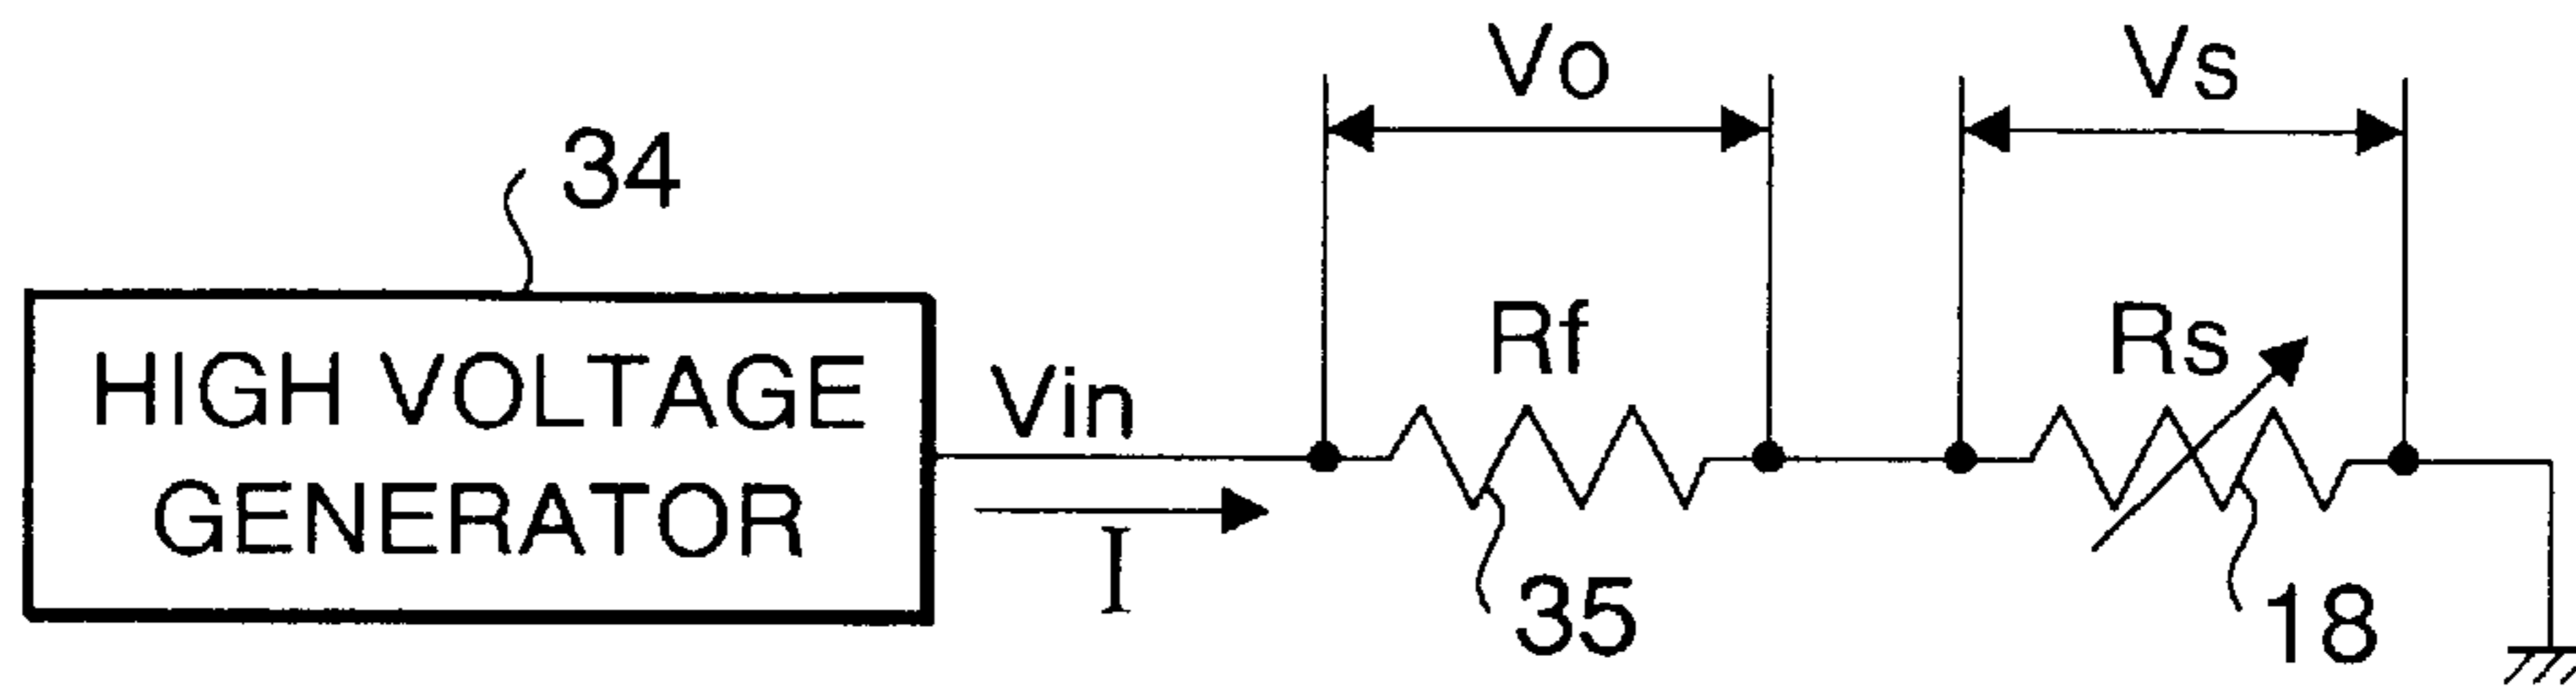 Vo
Vs
34
HIGH VOLTAGE
GENERATOR
Vin
I
Rf
Rs
35
18